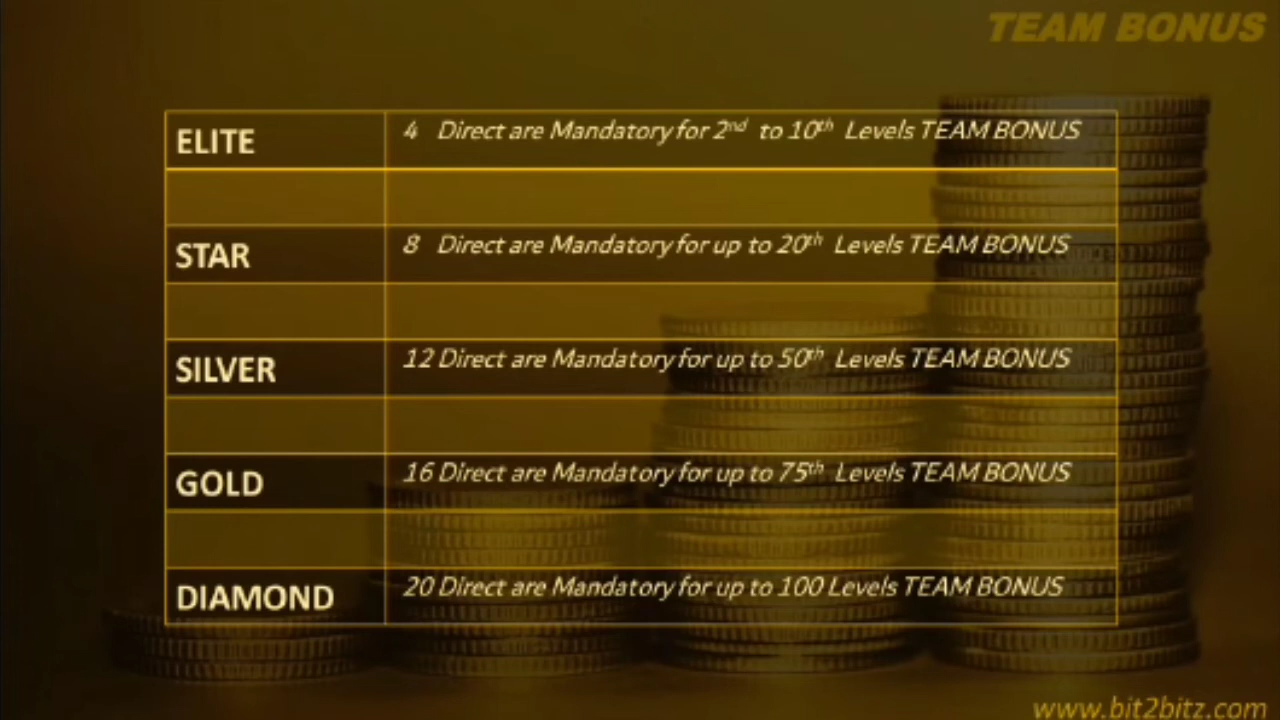 TEAM BONUS
ELITE 4 Direct are Mandatory for 2nd to 10th Levels TEAM BONUS
STAR 8 Direct are Mandatory for up to 20th Levels TEAM BONUS
SILVER 12 Direct are Mandatory for up to 50th Levels TEAM BONUS
GOLD 16 Direct are Mandatory for up to 75th Levels TEAM BONUS
DIAMOND 20 Direct are Mandatory for up to 100 Levels TEAM BONUS
www.bit2bitz.com